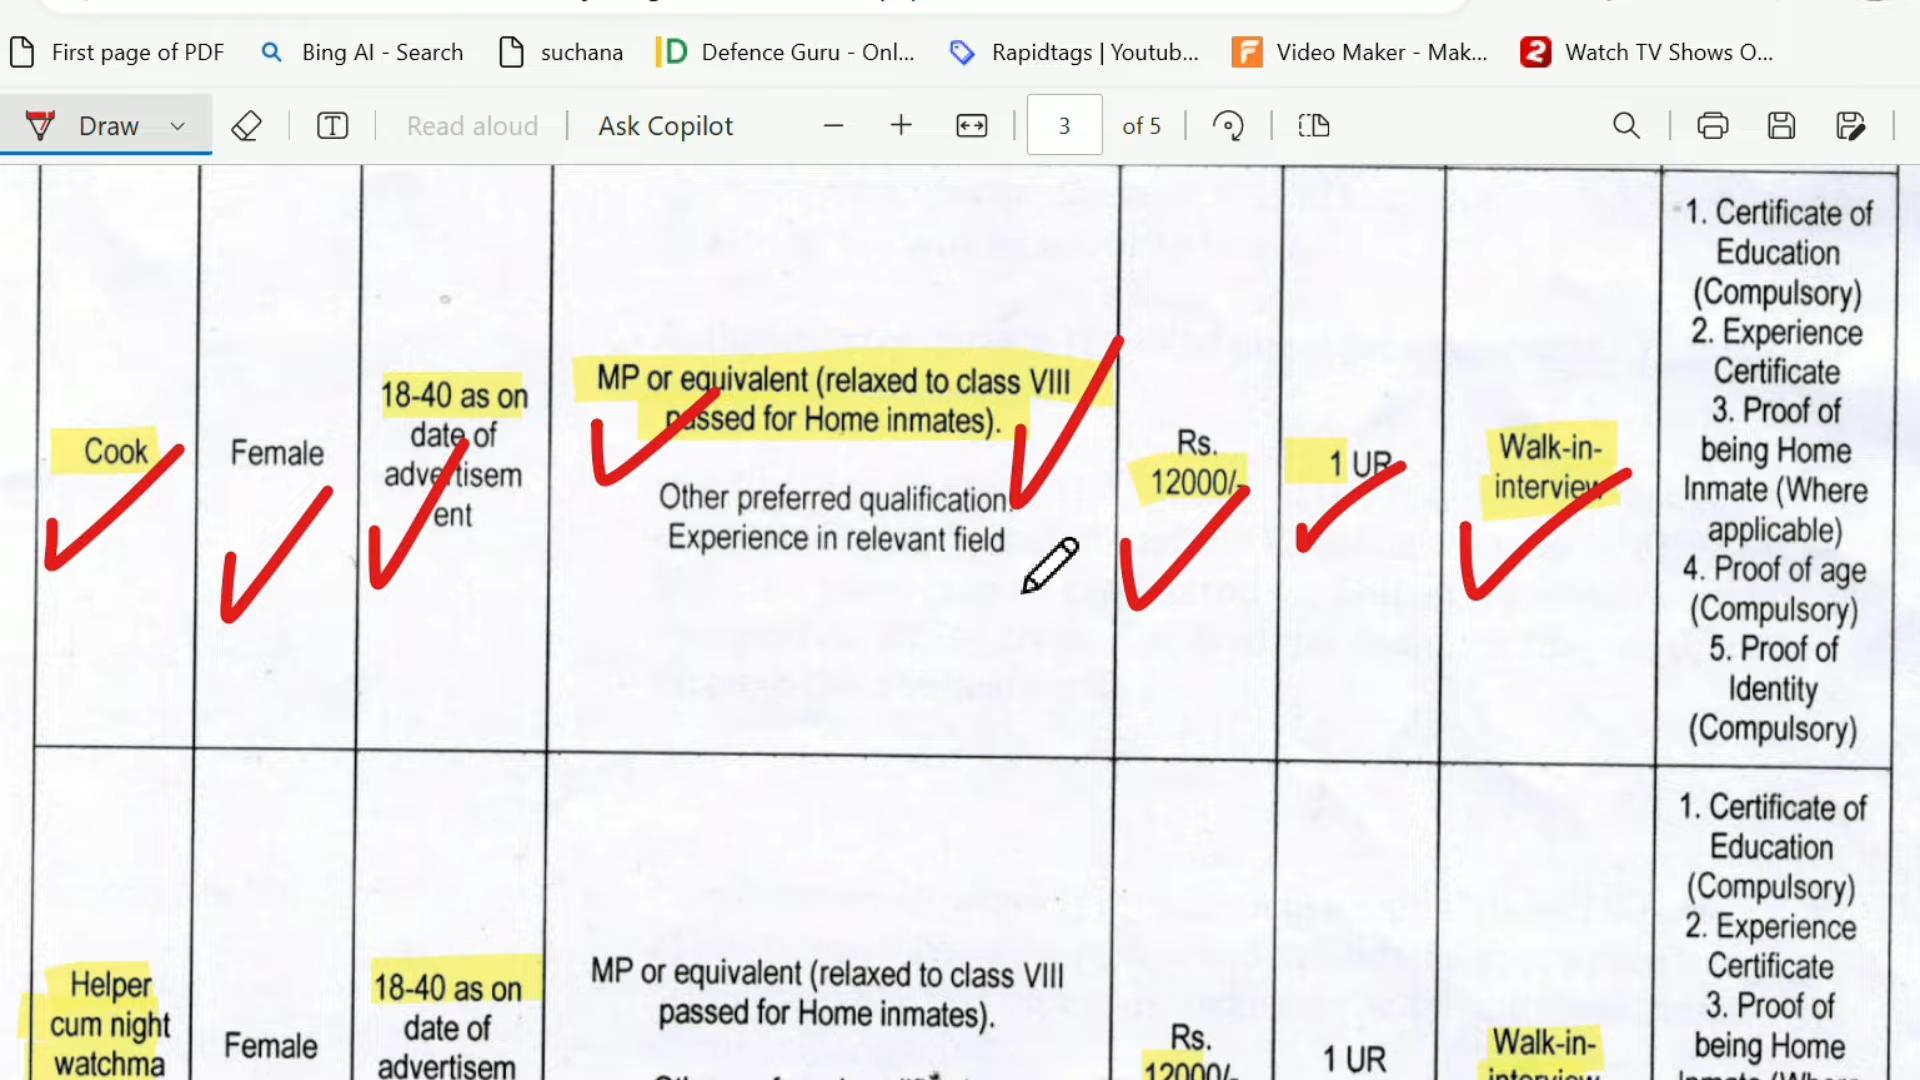 First page of PDF
Bing AI - Search
suchana
Defence Guru - Onl...
Rapidtags | Youtub...
Video Maker - Mak...
Watch TV Shows O...
Draw
Read aloud
Ask Copilot
3
of 5
Cook
Female
18-40 as on
date of
advertisem
ent
MP or equivalent (relaxed to class VIII
passed for Home inmates).
Other preferred qualification:
Experience in relevant field
Rs.
12000/-
1 UR
Walk-in-
interview
1. Certificate of
Education
(Compulsory)
2. Experience
Certificate
3. Proof of
being Home
Inmate (Where
applicable)
4. Proof of age
(Compulsory)
5. Proof of
Identity
(Compulsory)
Helper
cum night
watchma
Female
18-40 as on
date of
advertisem
MP or equivalent (relaxed to class VIII
passed for Home inmates).
Rs.
12000/-
1 UR
Walk-in-
interview
1. Certificate of
Education
(Compulsory)
2. Experience
Certificate
3. Proof of
being Home
Inmate (Where